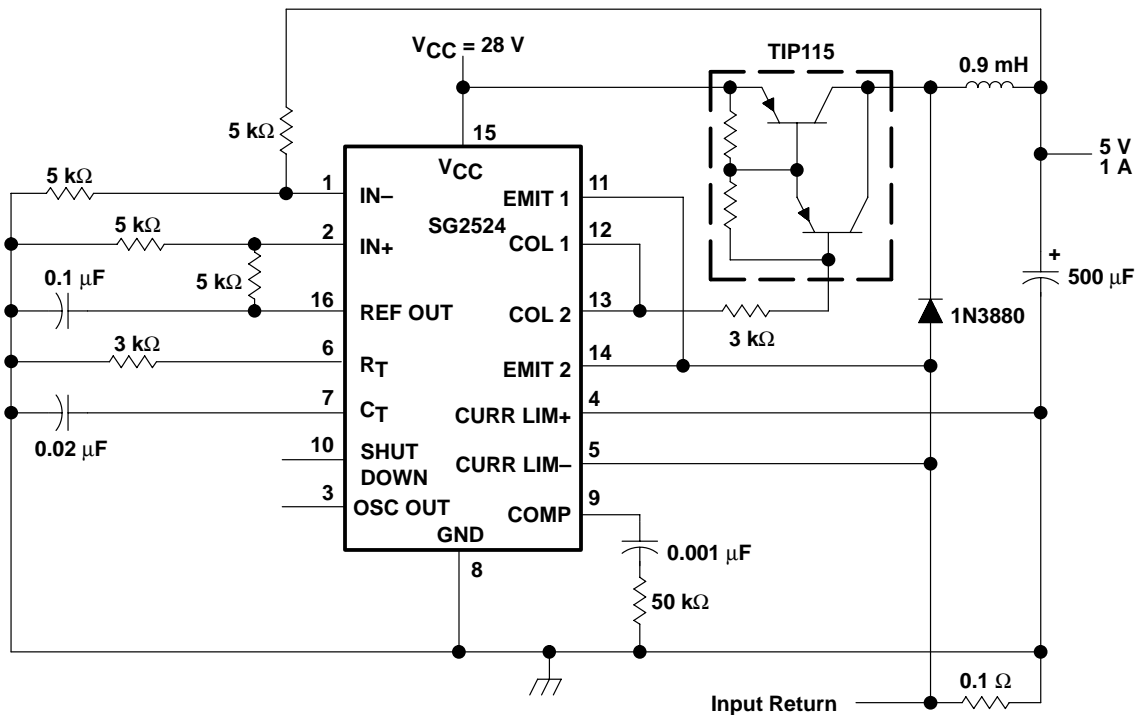 VCC = 28 V
TIP115
0.9 mH
5 kΩ
15
5 V
1 A
5 kΩ
1
VCC
11
IN–
EMIT 1
SG2524
5 kΩ
2
12
IN+
COL 1
0.1 µF
5 kΩ
+
500 µF
16
13
REF OUT
COL 2
1N3880
3 kΩ
3 kΩ
6
14
RT
EMIT 2
7
4
CT
CURR LIM+
0.02 µF
10
5
SHUT
DOWN
CURR LIM–
3
9
OSC OUT
COMP
GND
0.001 µF
8
50 kΩ
0.1 Ω
Input Return